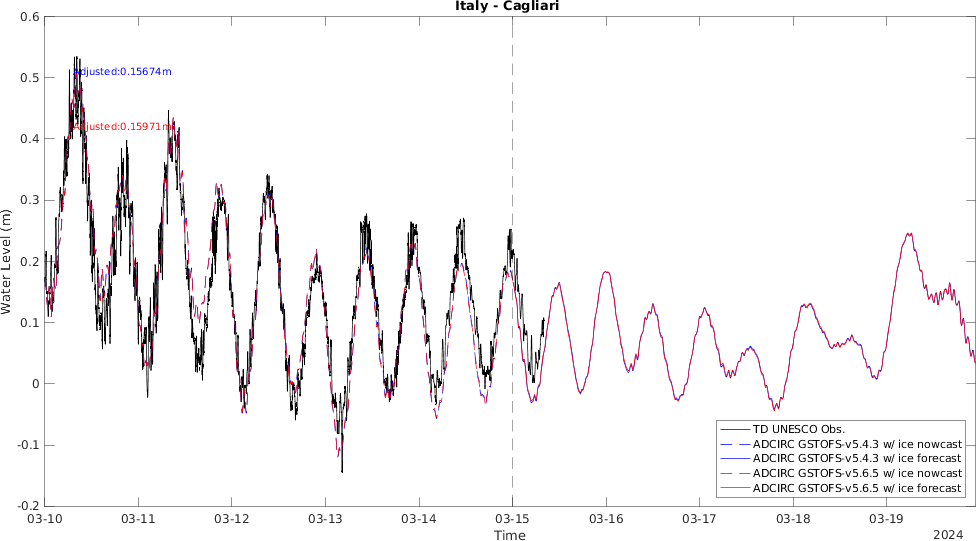 Italy - Cagliari
0.6
0.5
0.4
0.3
0.2
0.1
0
-0.1
-0.2
Water Level (m)
Adjusted:0.15674m
Adjusted:0.15971m
TD UNESCO Obs.
ADCIRC GSTOFS-v5.4.3 w/ ice nowcast
ADCIRC GSTOFS-v5.4.3 w/ ice forecast
ADCIRC GSTOFS-v5.6.5 w/ ice nowcast
ADCIRC GSTOFS-v5.6.5 w/ ice forecast
03-10 03-11 03-12 03-13 03-14 03-15 03-16 03-17 03-18 03-19
Time
2024